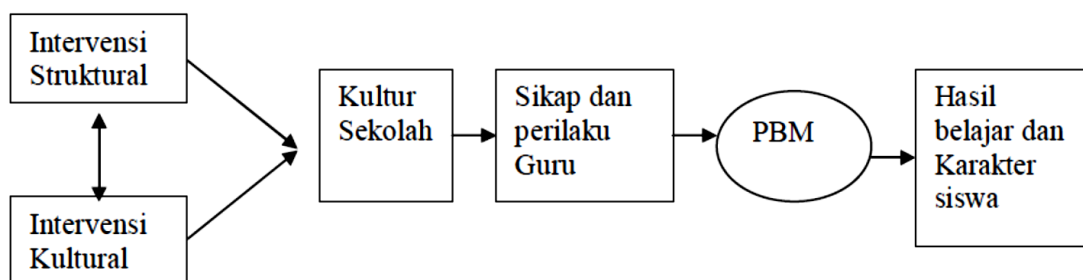 Intervensi
Struktural
Intervensi
Kultural
Kultur
Sekolah
Sikap dan
perilaku
Guru
PBM
Hasil
belajar dan
Karakter
siswa